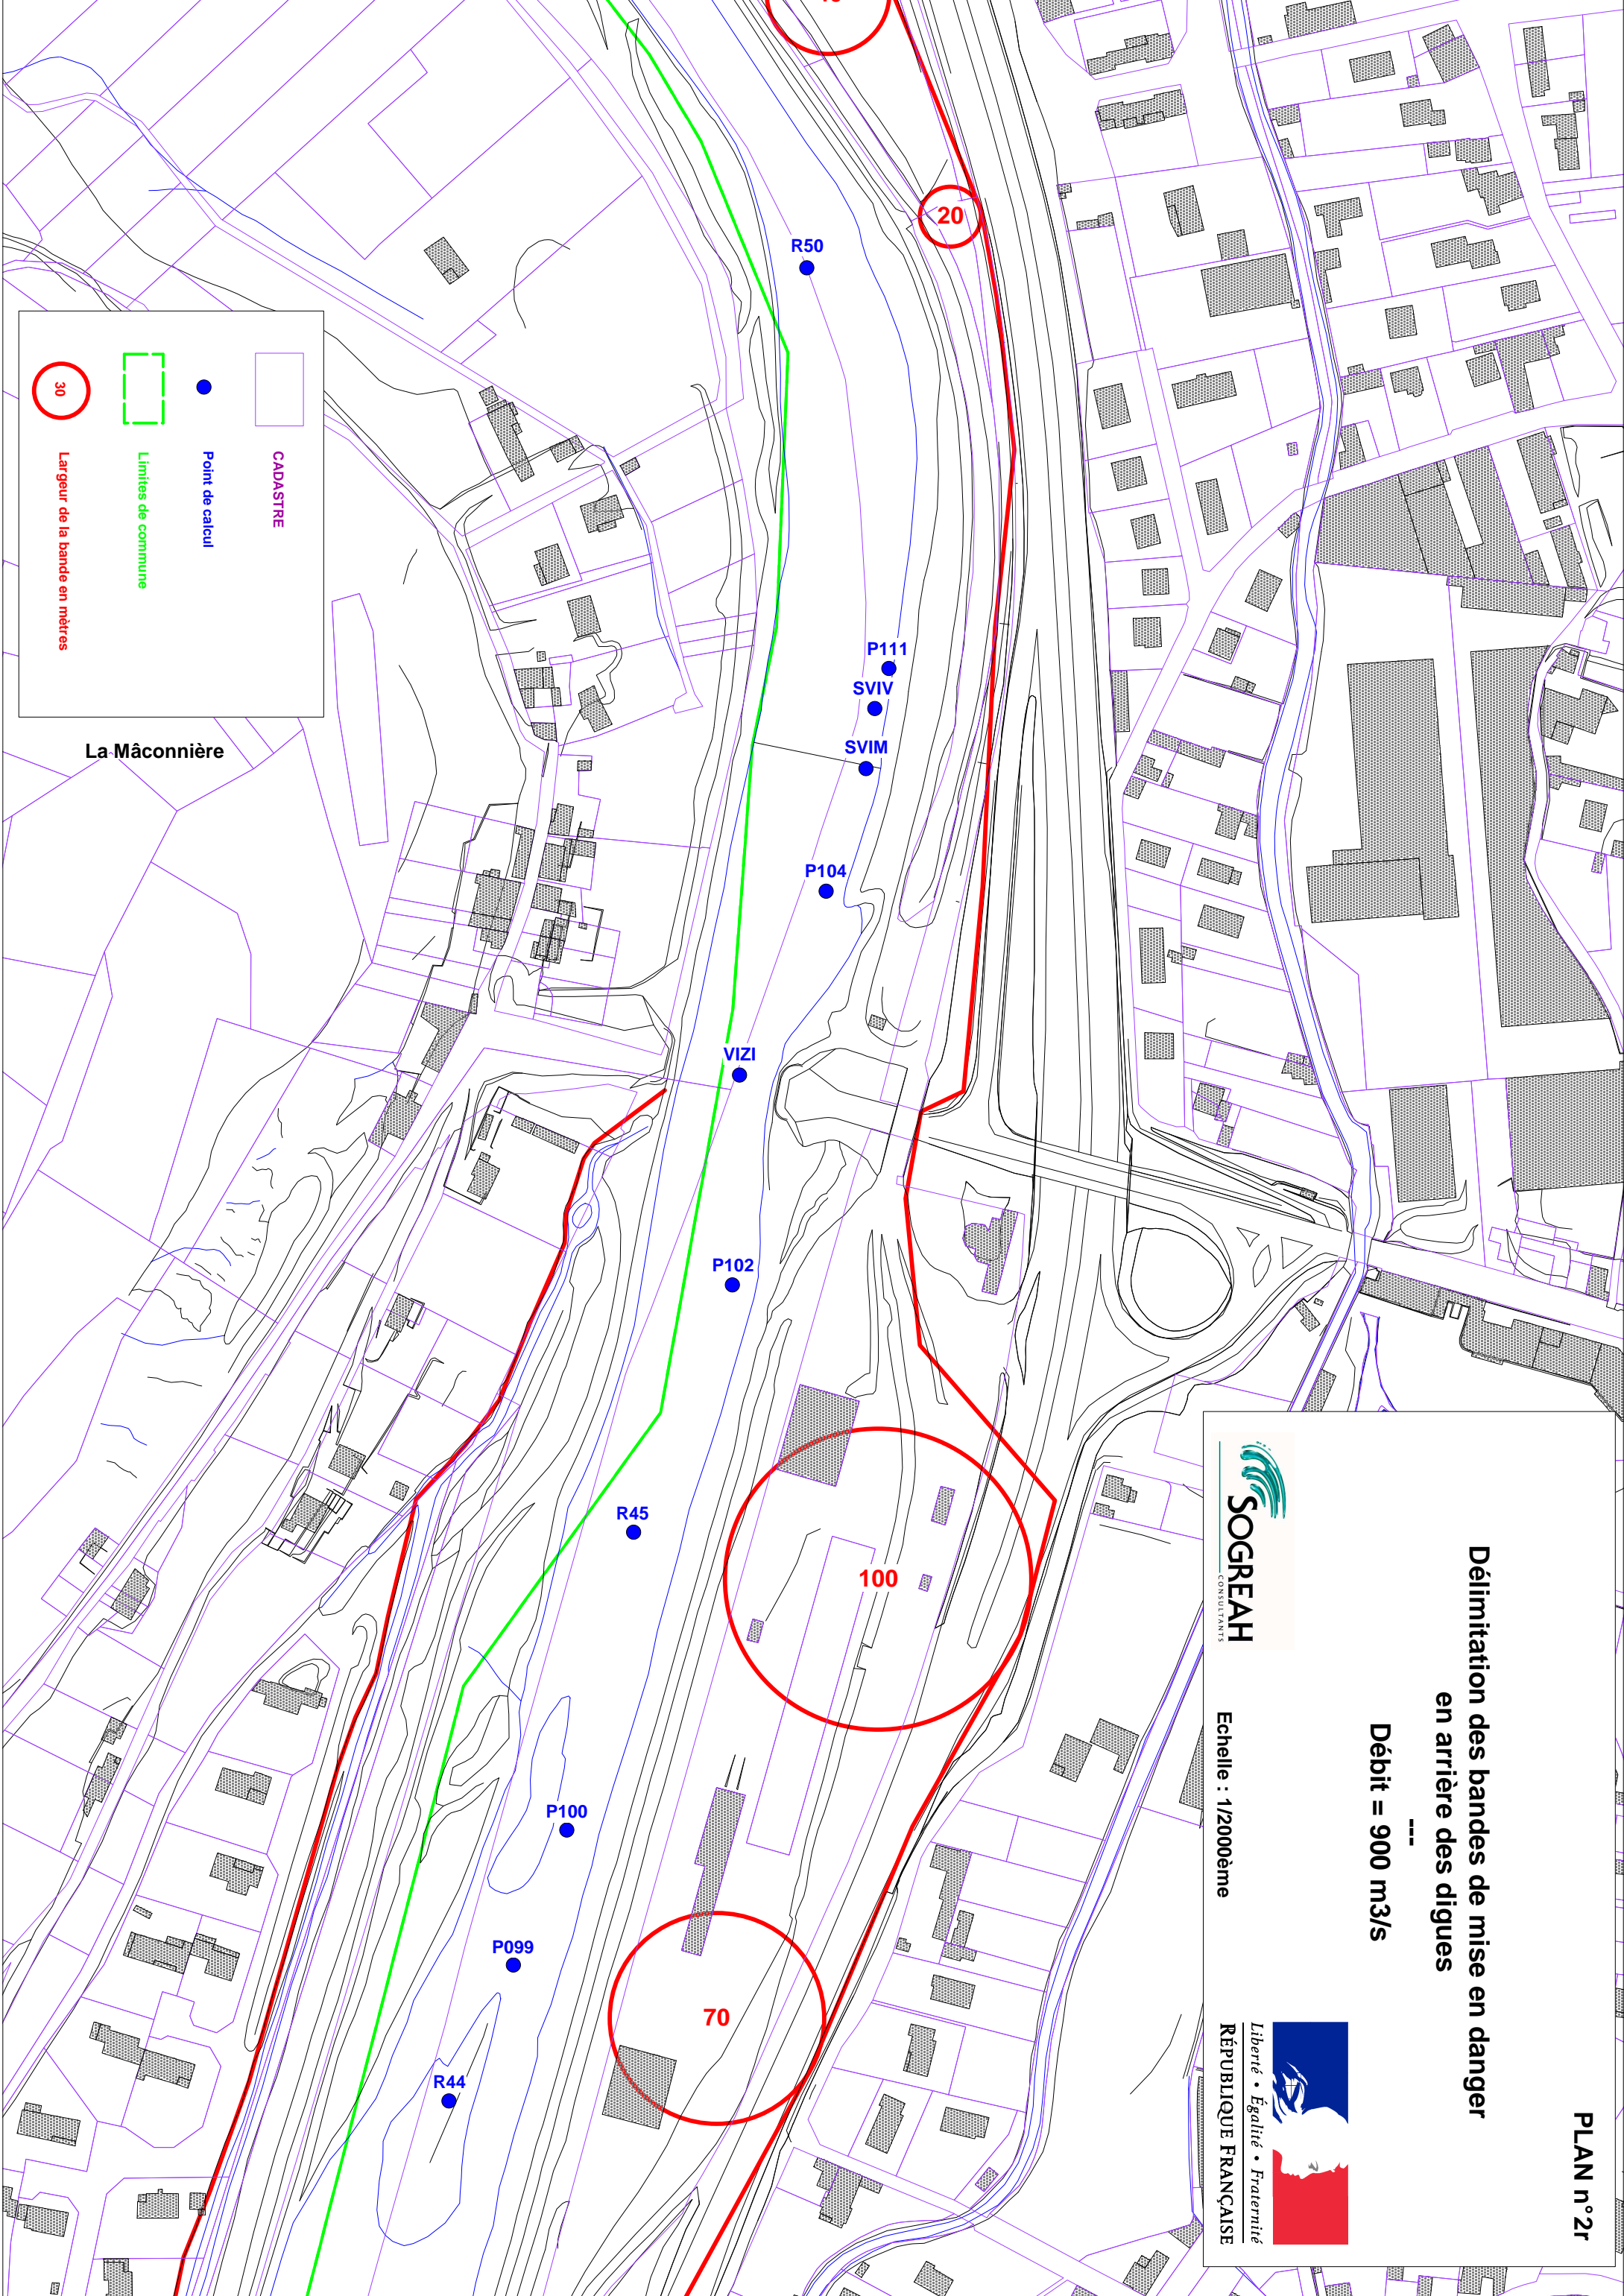 PLAN n°2r
Délimitation des bandes de mise en danger
en arrière des digues
---
Débit = 900 m3/s
SOGREAH
CONSULTANTS
Echelle : 1/2000ème
Liberté • Égalité • Fraternité
RÉPUBLIQUE FRANÇAISE
20
R50
P111
SVIV
SVIM
P104
VIZI
P102
R45
100
P100
P099
70
R44
La Mâconnière
CADASTRE
Point de calcul
Limites de commune
30
Largeur de la bande en mètres